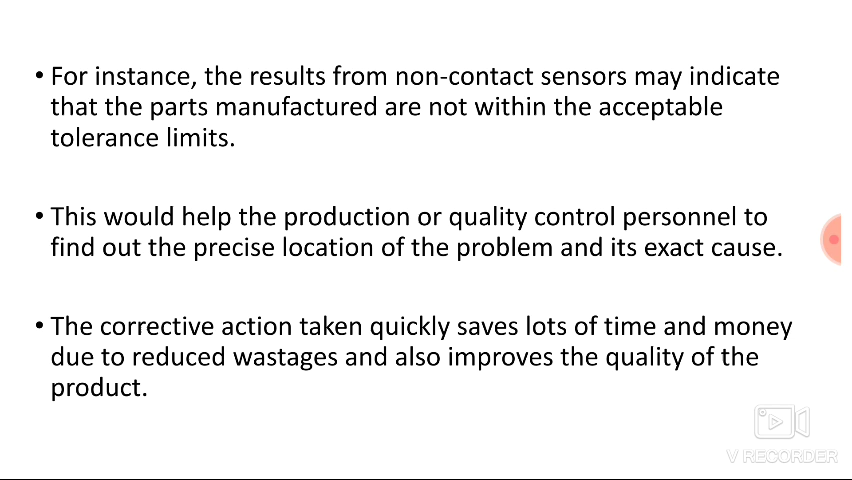 • For instance, the results from non-contact sensors may indicate
that the parts manufactured are not within the acceptable
tolerance limits.
• This would help the production or quality control personnel to
find out the precise location of the problem and its exact cause.
• The corrective action taken quickly saves lots of time and money
due to reduced wastages and also improves the quality of the
product.
V RECORDER